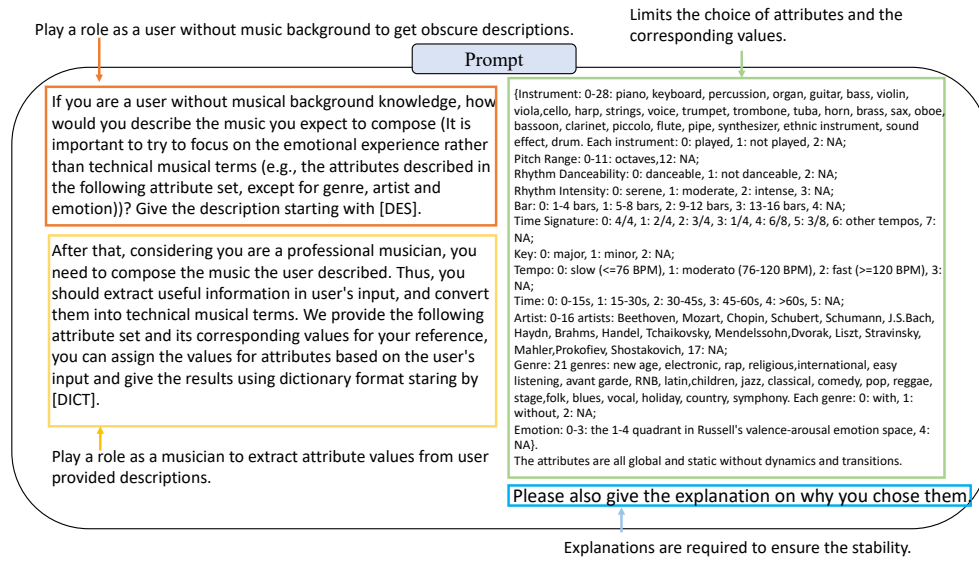 Play a role as a user without music background to get obscure descriptions.
Limits the choice of attributes and the
corresponding values.
Prompt
If you are a user without musical background knowledge, how
would you describe the music you expect to compose (It is
important to try to focus on the emotional experience rather
than technical musical terms (e.g., the attributes described in
the following attribute set, except for genre, artist and
emotion))? Give the description starting with [DES].
After that, considering you are a professional musician, you
need to compose the music the user described. Thus, you
should extract useful information in user's input, and convert
them into technical musical terms. We provide the following
attribute set and its corresponding values for your reference,
you can assign the values for attributes based on the user's
input and give the results using dictionary format staring by
[DICT].
Play a role as a musician to extract attribute values from user
provided descriptions.
{Instrument: 0-28: piano, keyboard, percussion, organ, guitar, bass, violin,
viola,cello, harp, strings, voice, trumpet, trombone, tuba, horn, brass, sax, oboe,
bassoon, clarinet, piccolo, flute, pipe, synthesizer, ethnic instrument, sound
effect, drum. Each instrument: 0: played, 1: not played, 2: NA;
Pitch Range: 0-11: octaves,12: NA;
Rhythm Danceability: 0: danceable, 1: not danceable, 2: NA;
Rhythm Intensity: 0: serene, 1: moderate, 2: intense, 3: NA;
Bar: 0: 1-4 bars, 1: 5-8 bars, 2: 9-12 bars, 3: 13-16 bars, 4: NA;
Time Signature: 0: 4/4, 1: 2/4, 2: 3/4, 3: 1/4, 4: 6/8, 5: 3/8, 6: other tempos, 7:
NA;
Key: 0: major, 1: minor, 2: NA;
Tempo: 0: slow (<=76 BPM), 1: moderato (76-120 BPM), 2: fast (>=120 BPM), 3:
NA;
Time: 0: 0-15s, 1: 15-30s, 2: 30-45s, 3: 45-60s, 4: >60s, 5: NA;
Artist: 0-16 artists: Beethoven, Mozart, Chopin, Schubert, Schumann, J.S.Bach,
Haydn, Brahms, Handel, Tchaikovsky, Mendelssohn,Dvorak, Liszt, Stravinsky,
Mahler,Prokofiev, Shostakovich, 17: NA;
Genre: 21 genres: new age, electronic, rap, religious,international, easy
listening, avant garde, RNB, latin,children, jazz, classical, comedy, pop, reggae,
stage,folk, blues, vocal, holiday, country, symphony. Each genre: 0: with, 1:
without, 2: NA;
Emotion: 0-3: the 1-4 quadrant in Russell's valence-arousal emotion space, 4:
NA}.
The attributes are all global and static without dynamics and transitions.
Please also give the explanation on why you chose them.
Explanations are required to ensure the stability.